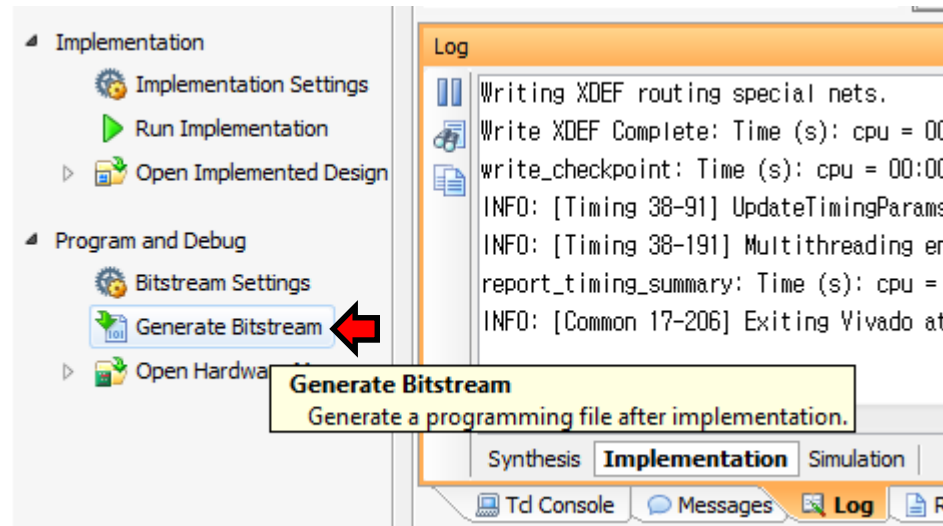 Implementation
Implementation Settings
Run Implementation
Open Implemented Design
Program and Debug
Bitstream Settings
Generate Bitstream
Open Hardwa
Generate Bitstream
Generate a programming file after implementation.
Log
Writing XDEF routing special nets.
Write XDEF Complete: Time (s): cpu = 00
write_checkpoint: Time (s): cpu = 00:00
INFO: [Timing 38-91] UpdateTimingParams
INFO: [Timing 38-191] Multithreading en
report_timing_summary: Time (s): cpu =
INFO: [Common 17-206] Exiting Vivado at
Synthesis Implementation Simulation
Tcl Console Messages Log R